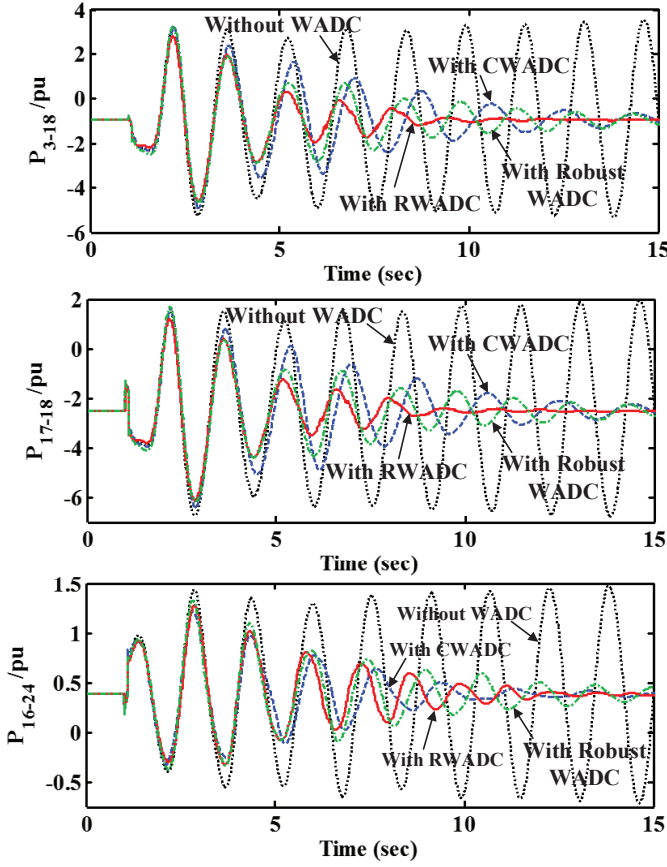 4
2
0
-2
-4
-6
P3-18 /pu
Without WADC
With CWADC
With Robust
WADC
With RWADC
0
5
10
15
Time (sec)
2
0
-2
-4
-6
P17-18 /pu
Without WADC
With CWADC
With Robust
WADC
With RWADC
0
5
10
15
Time (sec)
1.5
1
0.5
0
-0.5
P16-24 /pu
Without WADC
With CWADC
With Robust
WADC
With RWADC
0
5
10
15
Time (sec)